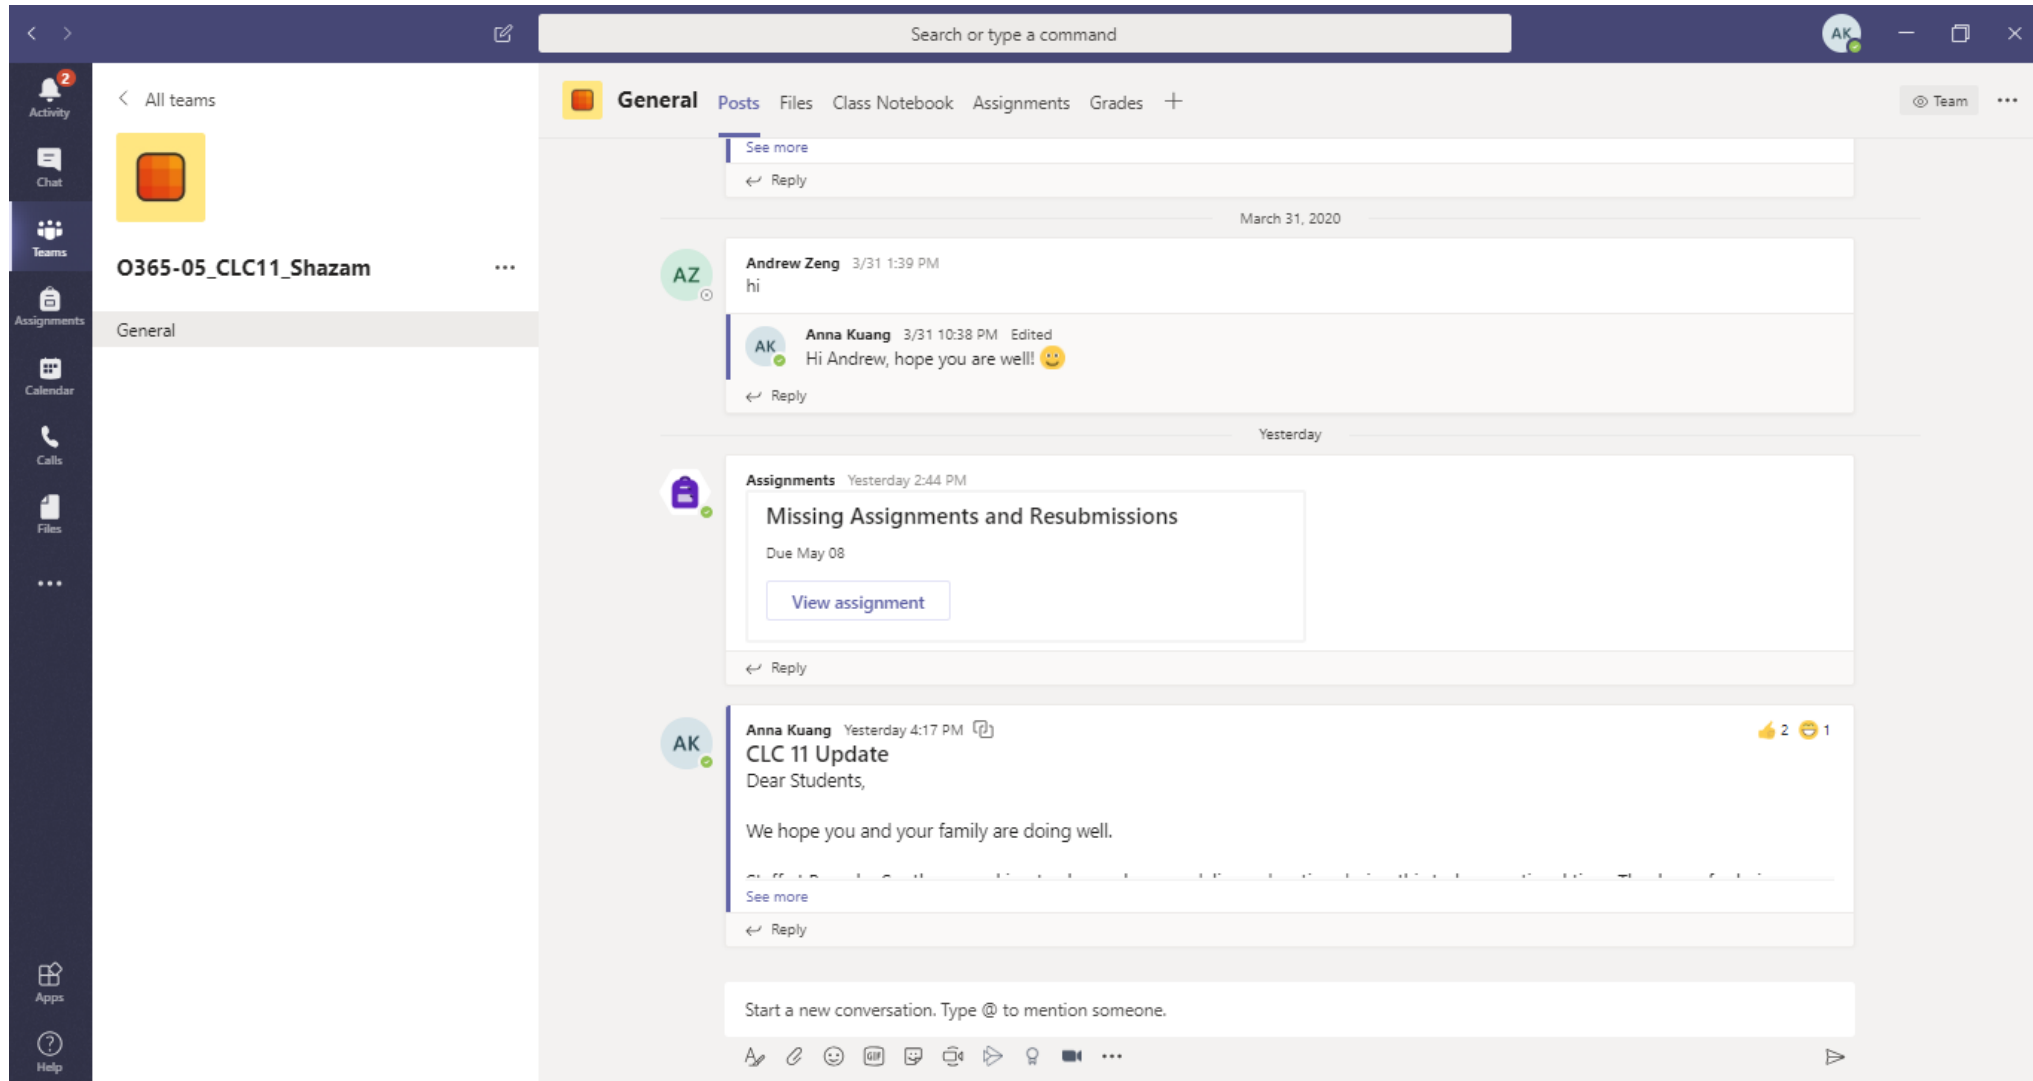 Search or type a command
AK
2
Activity
Chat
Teams
Assignments
Calendar
Calls
Files
Apps
Help
All teams
O365-05_CLC11_Shazam
General
General Posts Files Class Notebook Assignments Grades
Team
See more
Reply
March 31, 2020
AZ
Andrew Zeng 3/31 1:39 PM
hi
AK
Anna Kuang 3/31 10:38 PM Edited
Hi Andrew, hope you are well!
Reply
Yesterday
Assignments Yesterday 2:44 PM
Missing Assignments and Resubmissions
Due May 08
View assignment
Reply
AK
Anna Kuang Yesterday 4:17 PM
2 1
CLC 11 Update
Dear Students,
We hope you and your family are doing well.
See more
Reply
Start a new conversation. Type @ to mention someone.
GIF